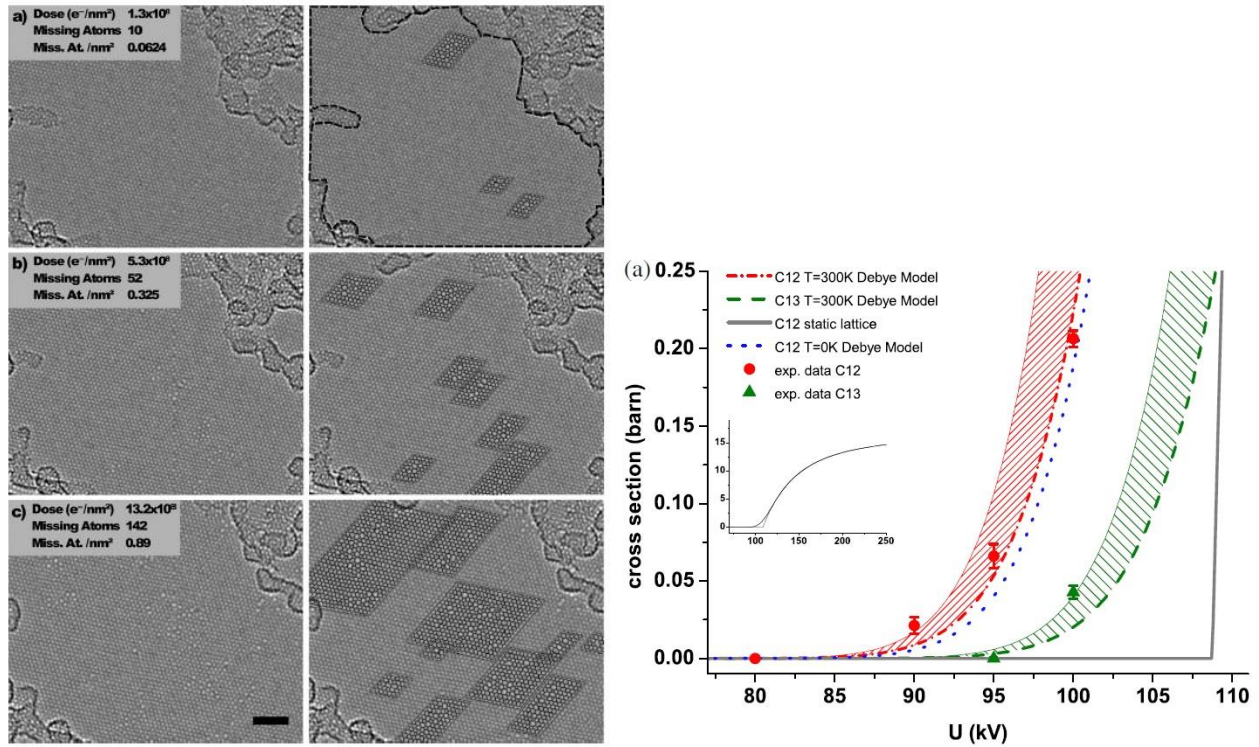 a) Dose (e⁻/nm²) 1.3x10⁸
Missing Atoms 10
Miss. At. /nm² 0.0624
b) Dose (e⁻/nm²) 5.3x10⁸
Missing Atoms 52
Miss. At. /nm² 0.325
c) Dose (e⁻/nm²) 13.2x10⁸
Missing Atoms 142
Miss. At. /nm² 0.89
(a)
C12 T=300K Debye Model
C13 T=300K Debye Model
C12 static lattice
C12 T=0K Debye Model
exp. data C12
exp. data C13
cross section (barn)
0.25
0.20
0.15
0.10
0.05
0.00
15
10
5
0
100 150 200 250
80 85 90 95 100 105 110
U (kV)